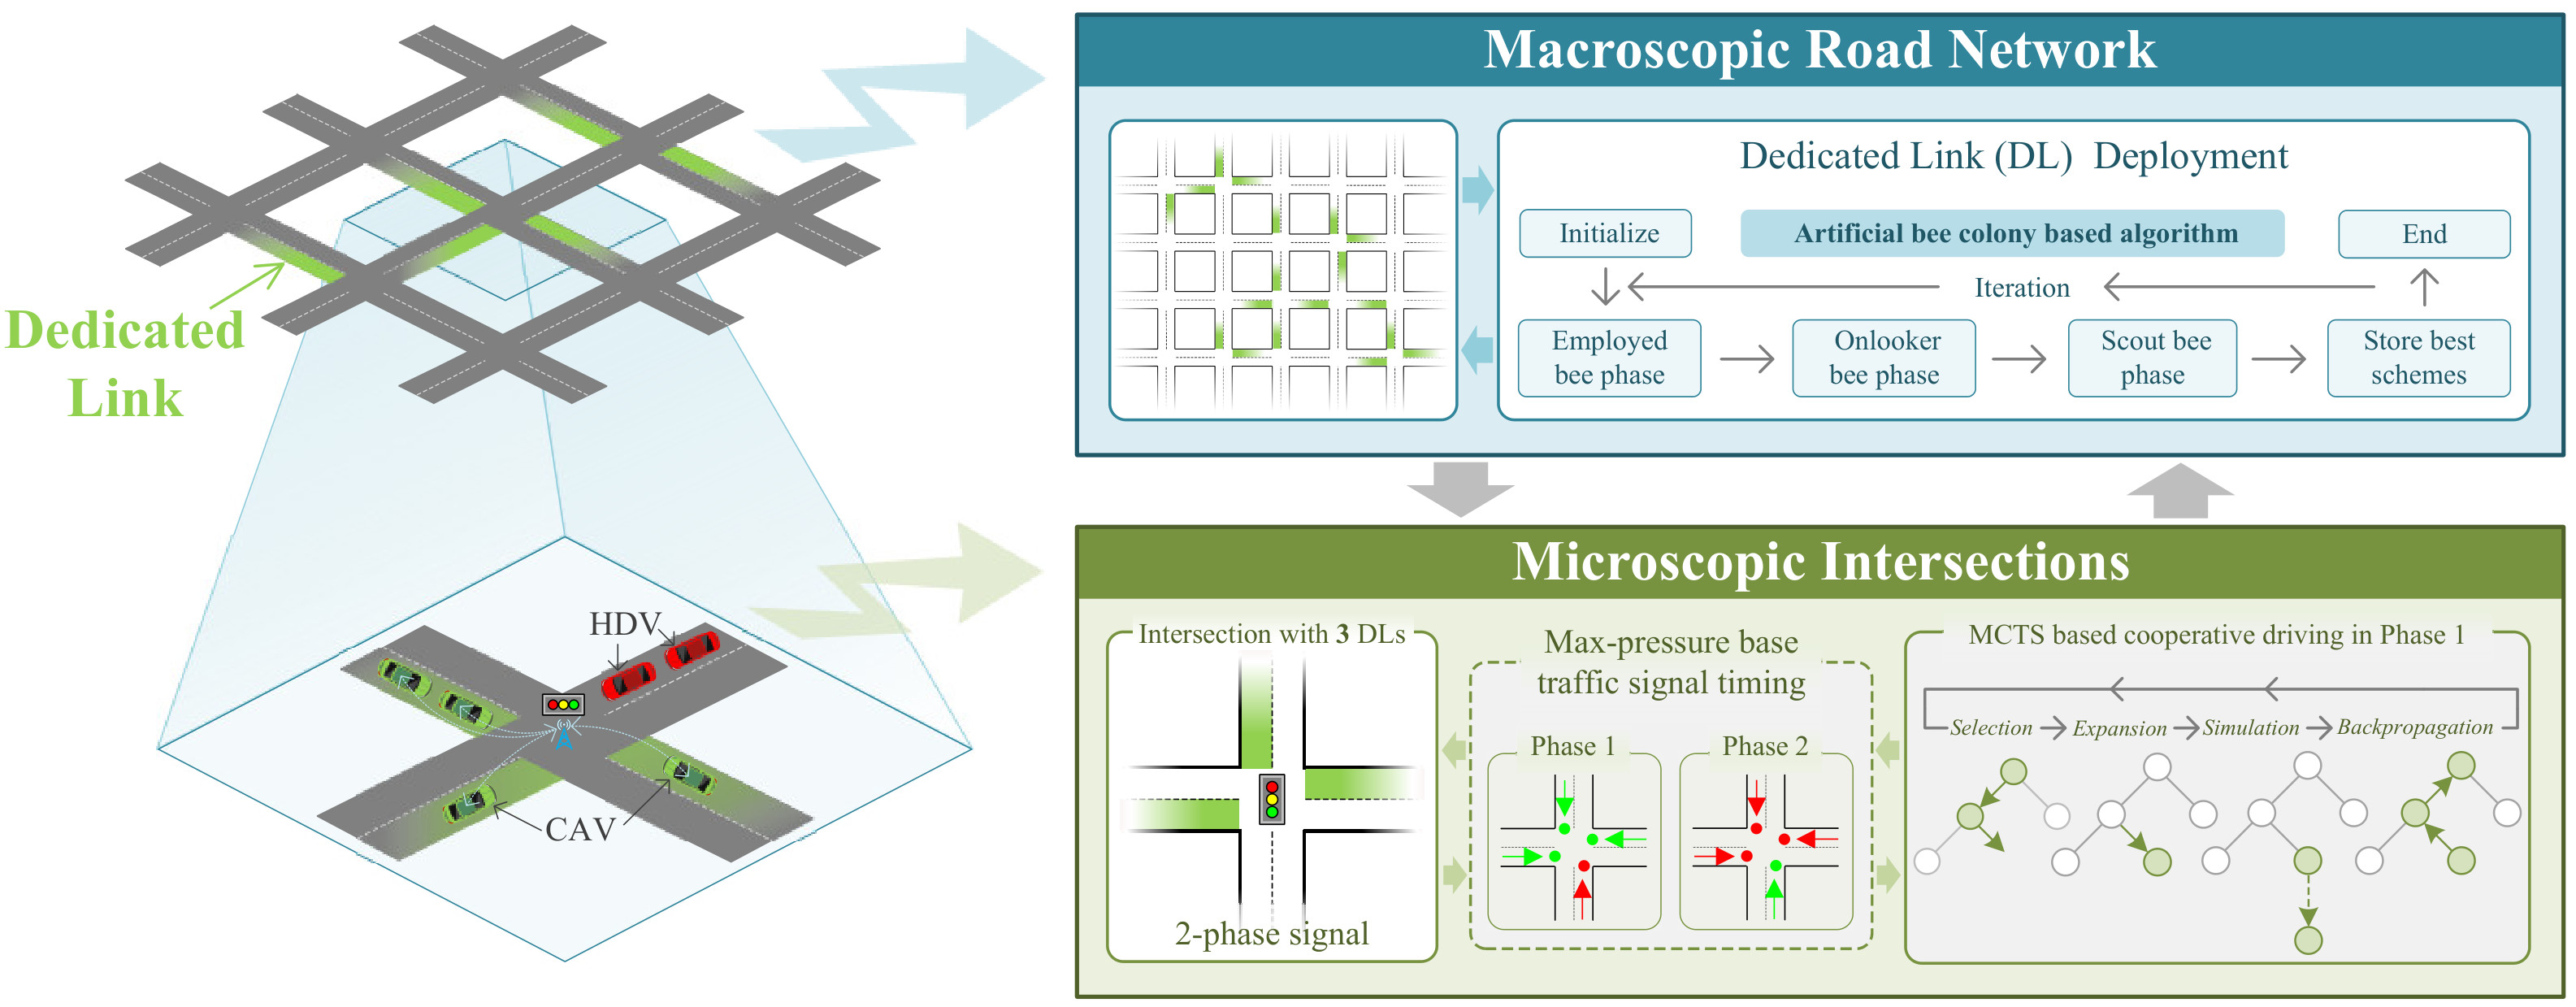 Dedicated
Link
HDV
CAV
Macroscopic Road Network
Dedicated Link (DL) Deployment
Initialize
Artificial bee colony based algorithm
End
Iteration
Employed
bee phase
Onlooker
bee phase
Scout bee
phase
Store best
schemes
Microscopic Intersections
Intersection with 3 DLs
2-phase signal
Max-pressure base
traffic signal timing
Phase 1
Phase 2
MCTS based cooperative driving in Phase 1
Selection
Expansion
Simulation
Backpropagation